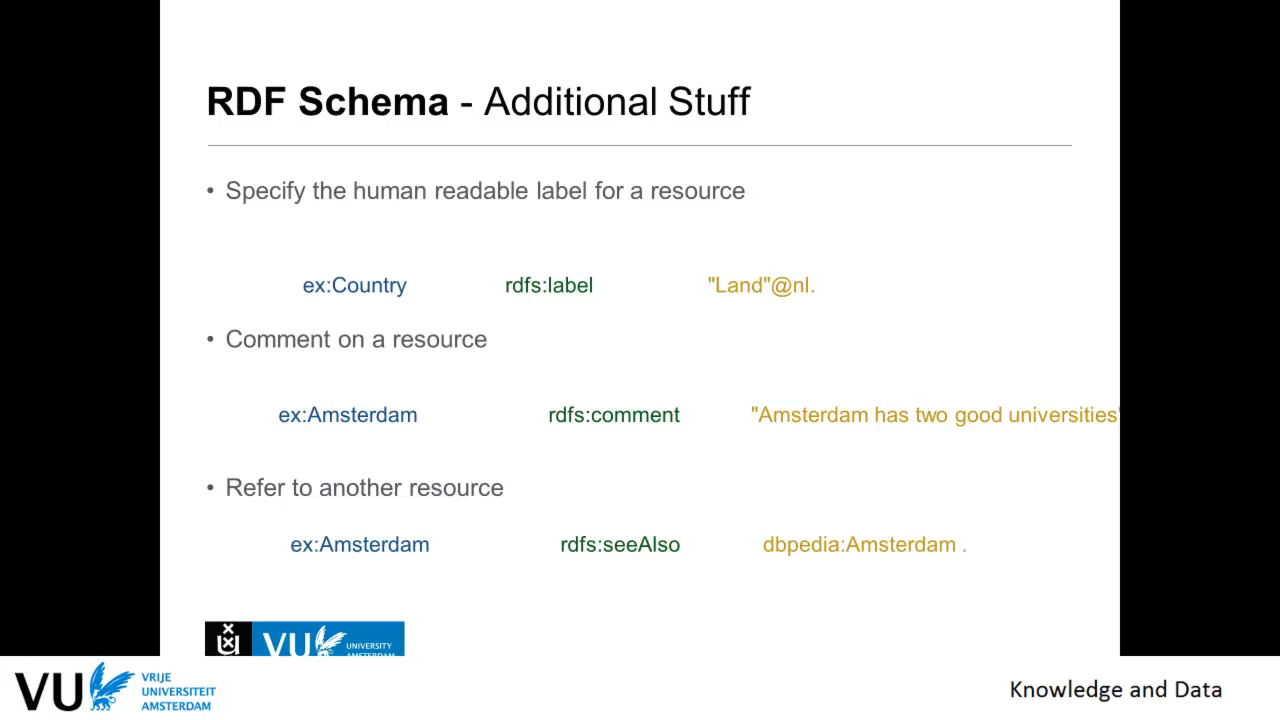 RDF Schema - Additional Stuff
• Specify the human readable label for a resource
ex:Country rdfs:label "Land"@nl.
• Comment on a resource
ex:Amsterdam rdfs:comment "Amsterdam has two good universities"
• Refer to another resource
ex:Amsterdam rdfs:seeAlso dbpedia:Amsterdam .
VU UNIVERSITY
AMSTERDAM
VU VRIJE
UNIVERSITEIT
AMSTERDAM
Knowledge and Data